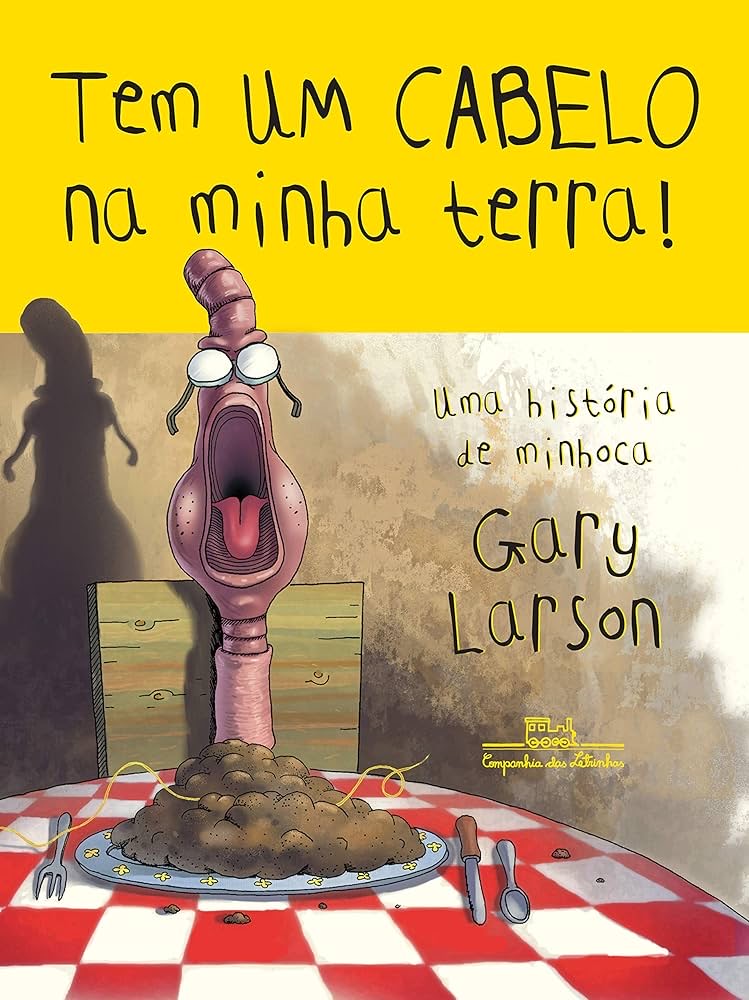 Tem UM CABELO
na minha terra!
Uma história
de minhoca
Gary
Larson
Companhia das Letrinhas